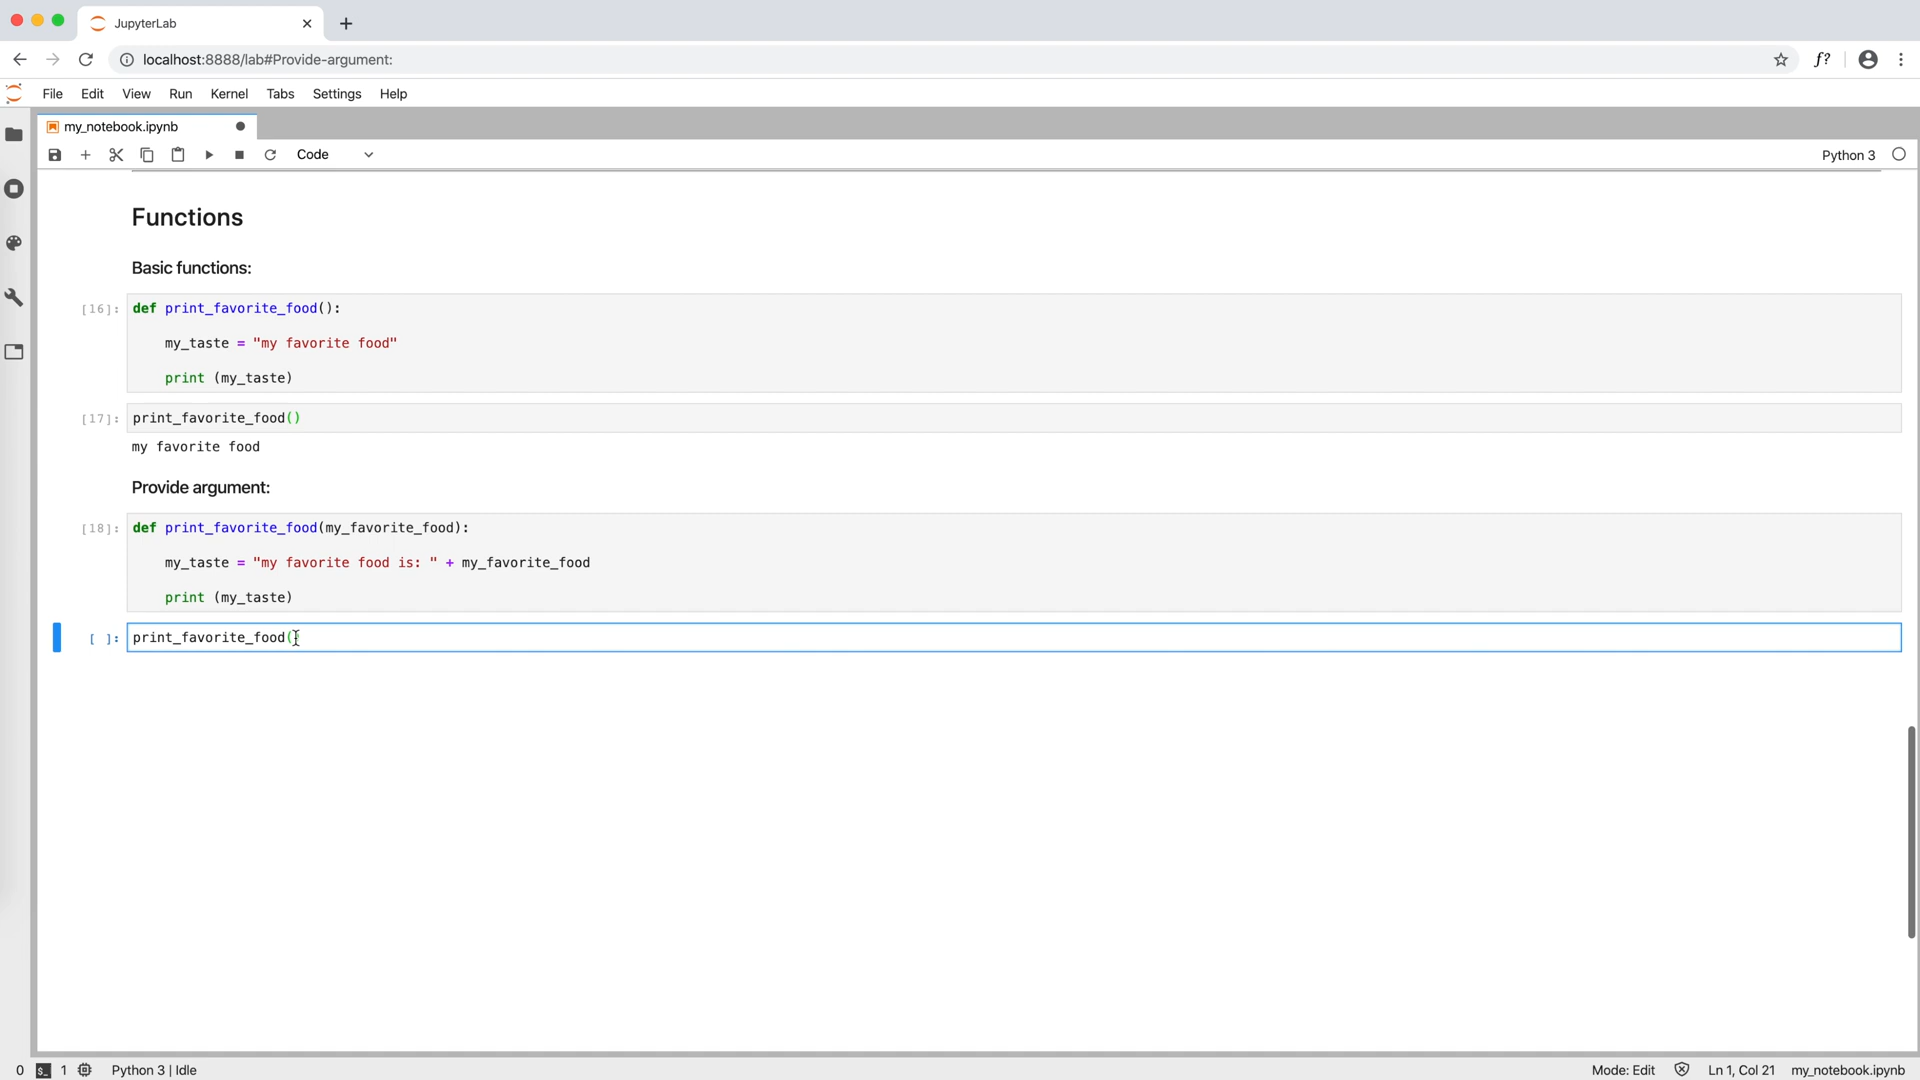 JupyterLab
localhost:8888/lab#Provide-argument:
f?
File Edit View Run Kernel Tabs Settings Help
my_notebook.ipynb
Code
Python 3
Functions
Basic functions:
[16]: def print_favorite_food():
my_taste = "my favorite food"
print (my_taste)
[17]: print_favorite_food()
my favorite food
Provide argument:
[18]: def print_favorite_food(my_favorite_food):
my_taste = "my favorite food is: " + my_favorite_food
print (my_taste)
[ ]: print_favorite_food()
0 $_ 1 Python 3 | Idle Mode: Edit Ln 1, Col 21 my_notebook.ipynb